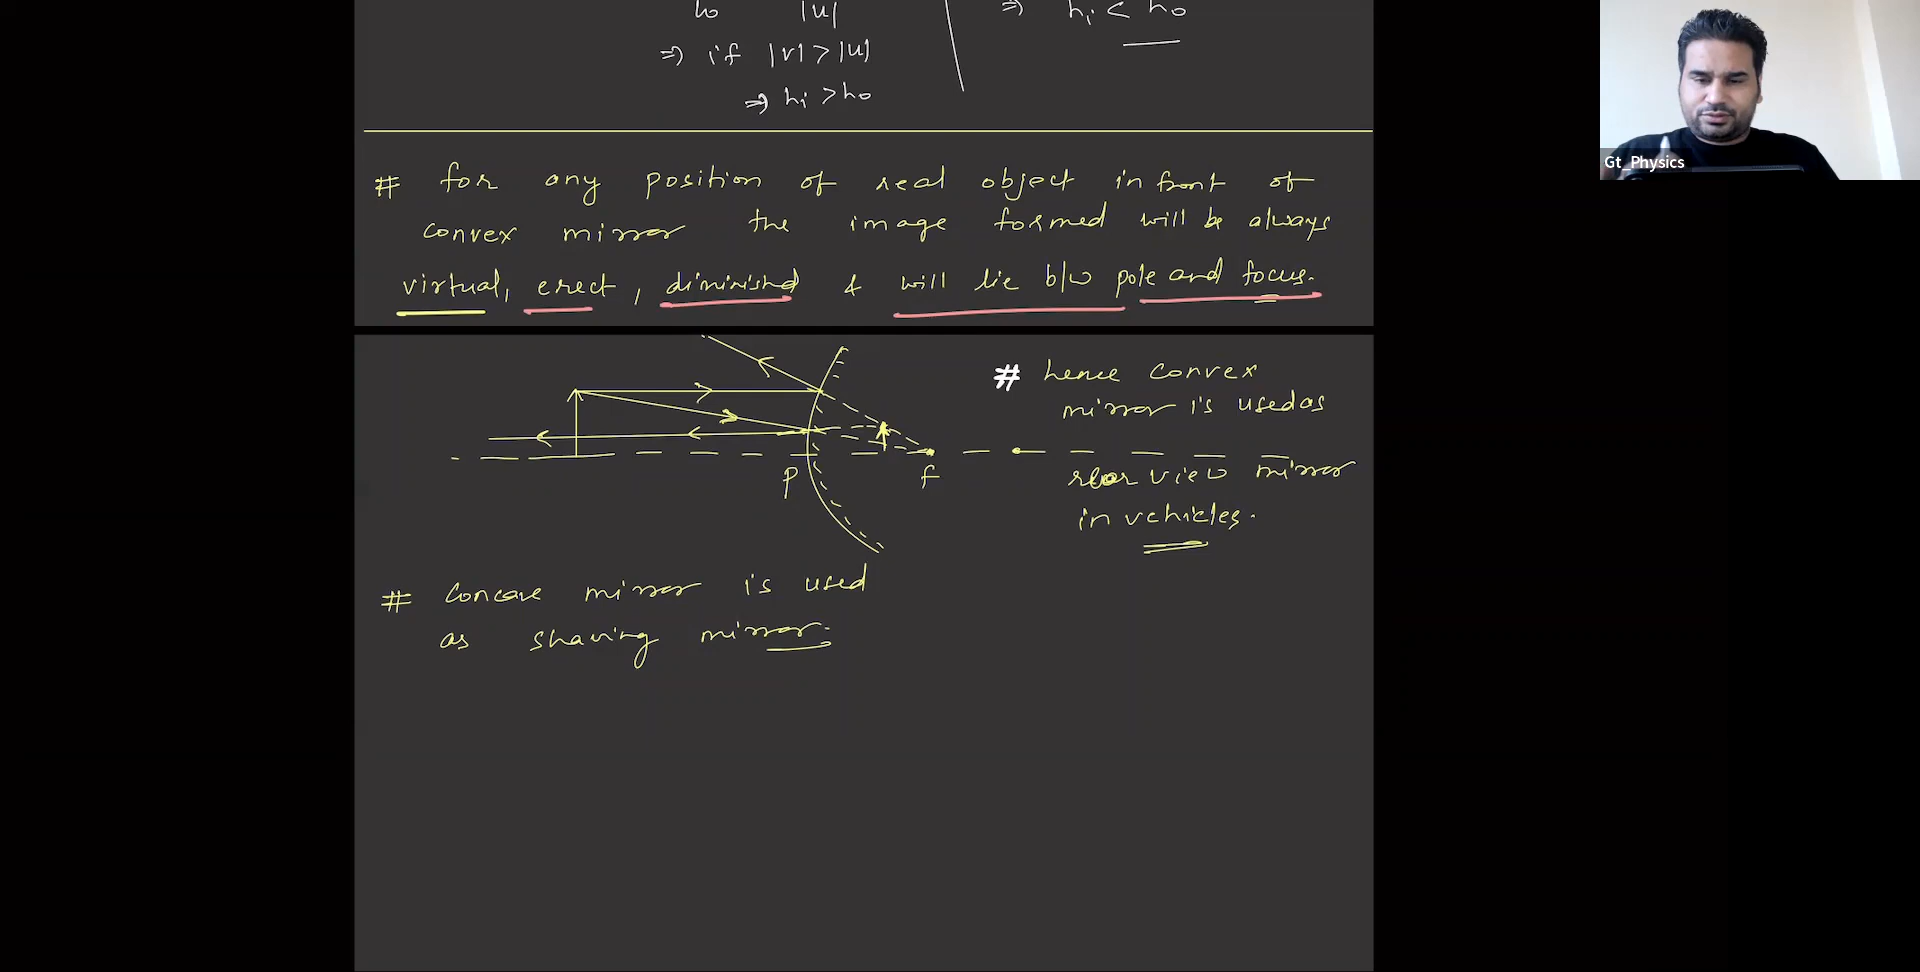 ho |u|
⇒ hi < ho
⇒ if |v| > |u|
⇒ hi > ho
Gt Physics
# for any position of real object in front of
convex mirror the image formed will be always
virtual, erect, diminished & will lie b/w pole and focus.
# hence convex
mirror is used as
rear view mirror
in vehicles.
P
f
# Concave mirror is used
as shaving mirror.